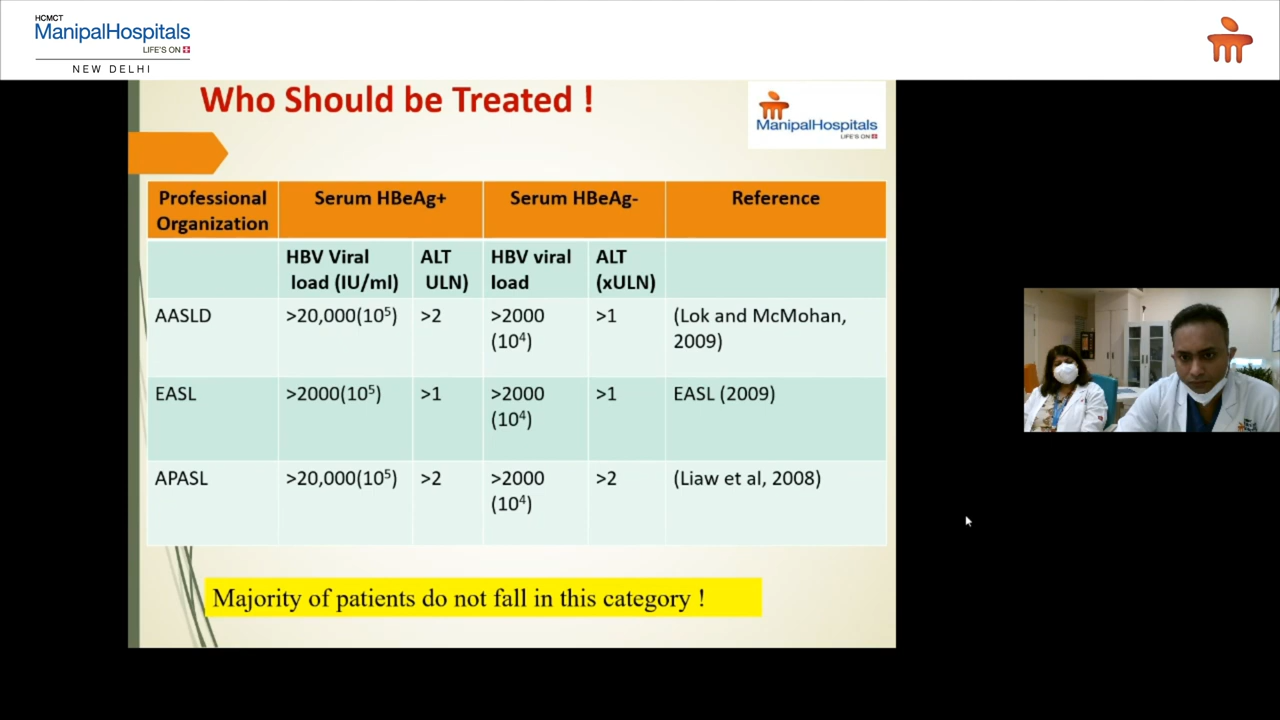 HCMCT
ManipalHospitals
LIFE'S ON
NEW DELHI
Who Should be Treated !
ManipalHospitals
LIFE'S ON
Professional Organization Serum HBeAg+ Serum HBeAg- Reference
HBV Viral load (IU/ml) ALT ULN) HBV viral load ALT (xULN)
AASLD >20,000(10⁵) >2 >2000 (10⁴) >1 (Lok and McMohan, 2009)
EASL >2000(10⁵) >1 >2000 (10⁴) >1 EASL (2009)
APASL >20,000(10⁵) >2 >2000 (10⁴) >2 (Liaw et al, 2008)
Majority of patients do not fall in this category !